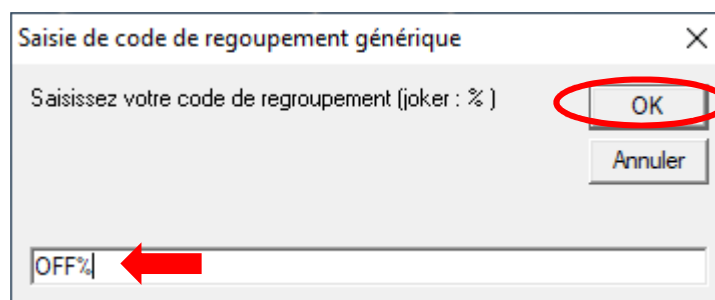 Saisie de code de regoupement générique
Saisissez votre code de regroupement (joker : % )
OK
Annuler
OFF%